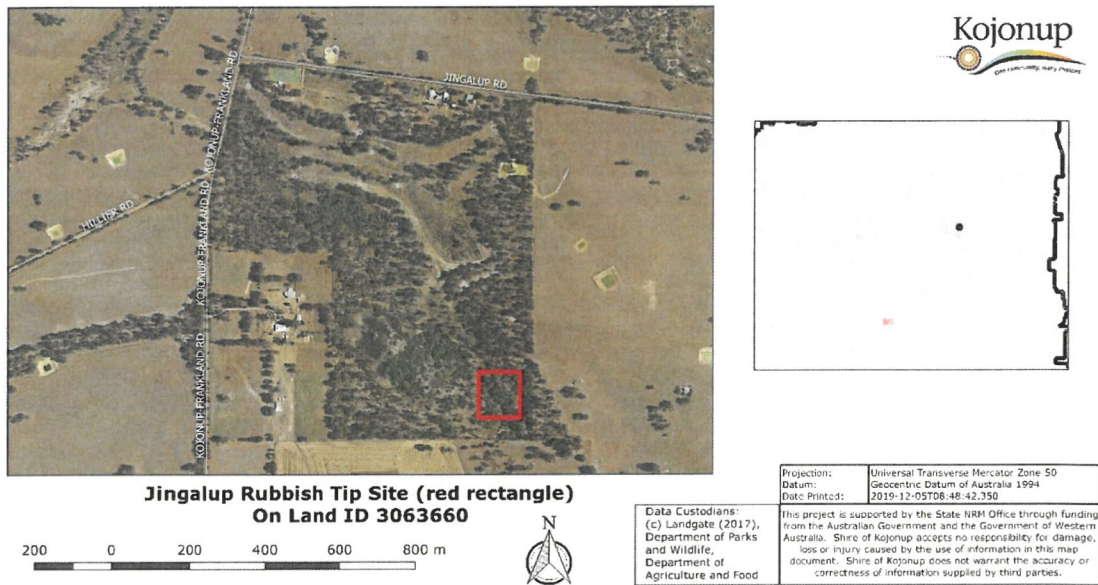 Kojonup
One community, many choices
JINGALUP RD
KOJONUP-FRANKLAND RD
MILLER RD
KOJONUP-FRANKLAND RD
KOJONUP-FRANKLAND RD
Jingalup Rubbish Tip Site (red rectangle)
On Land ID 3063660
200 0 200 400 600 800 m
N
Data Custodians:
(c) Landgate (2017),
Department of Parks
and Wildlife,
Department of
Agriculture and Food
Projection: Universal Transverse Mercator Zone 50
Datum: Geocentric Datum of Australia 1994
Date Printed: 2019-12-05T08:48:42.350
This project is supported by the State NRM Office through funding
from the Australian Government and the Government of Western
Australia. Shire of Kojonup accepts no responsibility for damage,
loss or injury caused by the use of information in this map
document. Shire of Kojonup does not warrant the accuracy or
correctness of information supplied by third parties.